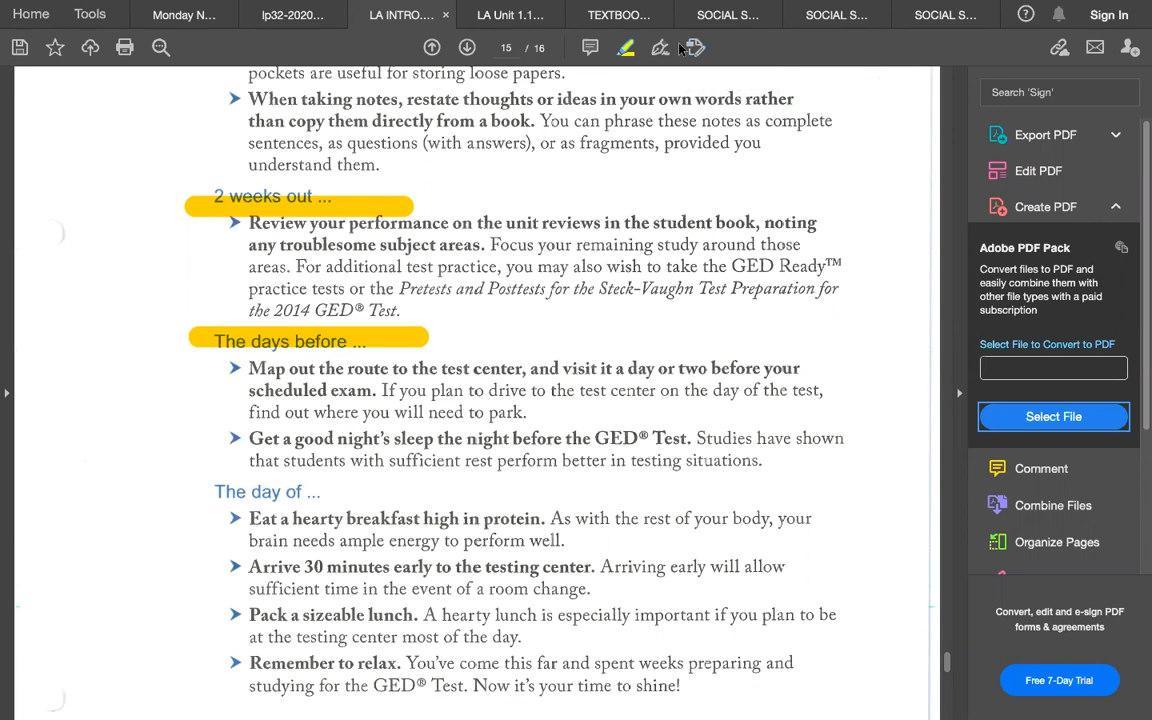 Home Tools Monday N... lp32-2020... LA INTRO.... × LA Unit 1.1... TEXTBOO... SOCIAL S... SOCIAL S... SOCIAL S... Sign In
15 / 16
pockets are useful for storing loose papers.
When taking notes, restate thoughts or ideas in your own words rather
than copy them directly from a book. You can phrase these notes as complete
sentences, as questions (with answers), or as fragments, provided you
understand them.
2 weeks out ...
Review your performance on the unit reviews in the student book, noting
any troublesome subject areas. Focus your remaining study around those
areas. For additional test practice, you may also wish to take the GED Ready™
practice tests or the Pretests and Posttests for the Steck-Vaughn Test Preparation for
the 2014 GED® Test.
The days before ...
Map out the route to the test center, and visit it a day or two before your
scheduled exam. If you plan to drive to the test center on the day of the test,
find out where you will need to park.
Get a good night's sleep the night before the GED® Test. Studies have shown
that students with sufficient rest perform better in testing situations.
The day of ...
Eat a hearty breakfast high in protein. As with the rest of your body, your
brain needs ample energy to perform well.
Arrive 30 minutes early to the testing center. Arriving early will allow
sufficient time in the event of a room change.
Pack a sizeable lunch. A hearty lunch is especially important if you plan to be
at the testing center most of the day.
Remember to relax. You've come this far and spent weeks preparing and
studying for the GED® Test. Now it's your time to shine!
Search 'Sign'
Export PDF
Edit PDF
Create PDF
Adobe PDF Pack
Convert files to PDF and
easily combine them with
other file types with a paid
subscription
Select File to Convert to PDF
Select File
Comment
Combine Files
Organize Pages
Convert, edit and e-sign PDF
forms & agreements
Free 7-Day Trial